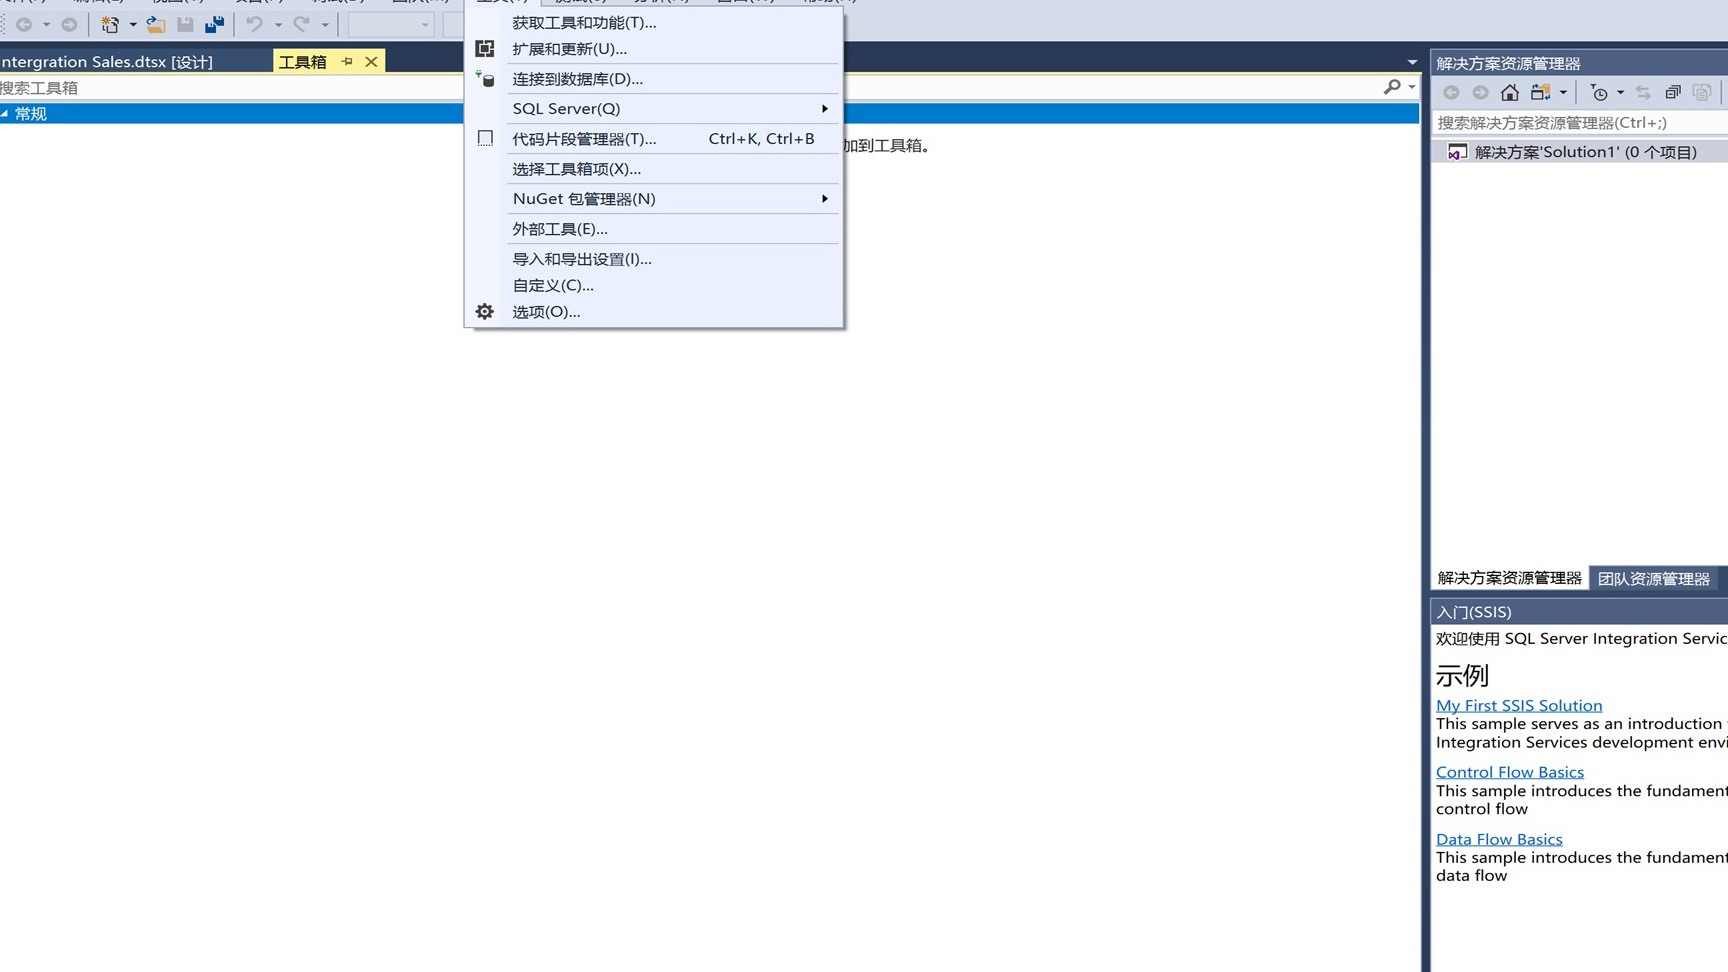 ntergration Sales.dtsx [设计]
工具箱
搜索工具箱
常规
加到工具箱。
获取工具和功能(T)...
扩展和更新(U)...
连接到数据库(D)...
SQL Server(Q)
代码片段管理器(T)... Ctrl+K, Ctrl+B
选择工具箱项(X)...
NuGet 包管理器(N)
外部工具(E)...
导入和导出设置(I)...
自定义(C)...
选项(O)...
解决方案资源管理器
搜索解决方案资源管理器(Ctrl+;)
解决方案'Solution1' (0 个项目)
解决方案资源管理器 团队资源管理器
入门(SSIS)
欢迎使用 SQL Server Integration Servic
示例
My First SSIS Solution
This sample serves as an introduction
Integration Services development envi
Control Flow Basics
This sample introduces the fundament
control flow
Data Flow Basics
This sample introduces the fundament
data flow